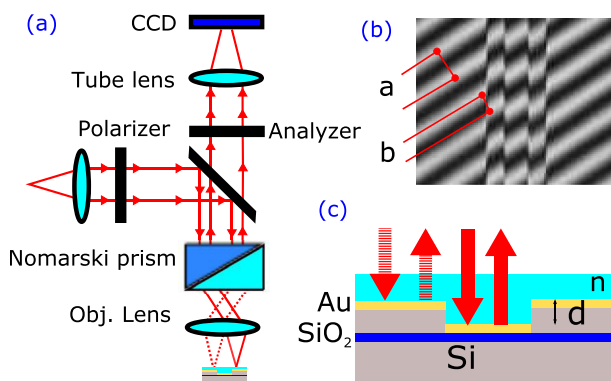 (a)
CCD
Tube lens
Polarizer
Analyzer
Nomarski prism
Obj. Lens
(b)
a
b
(c)
n
Au
d
SiO2
Si